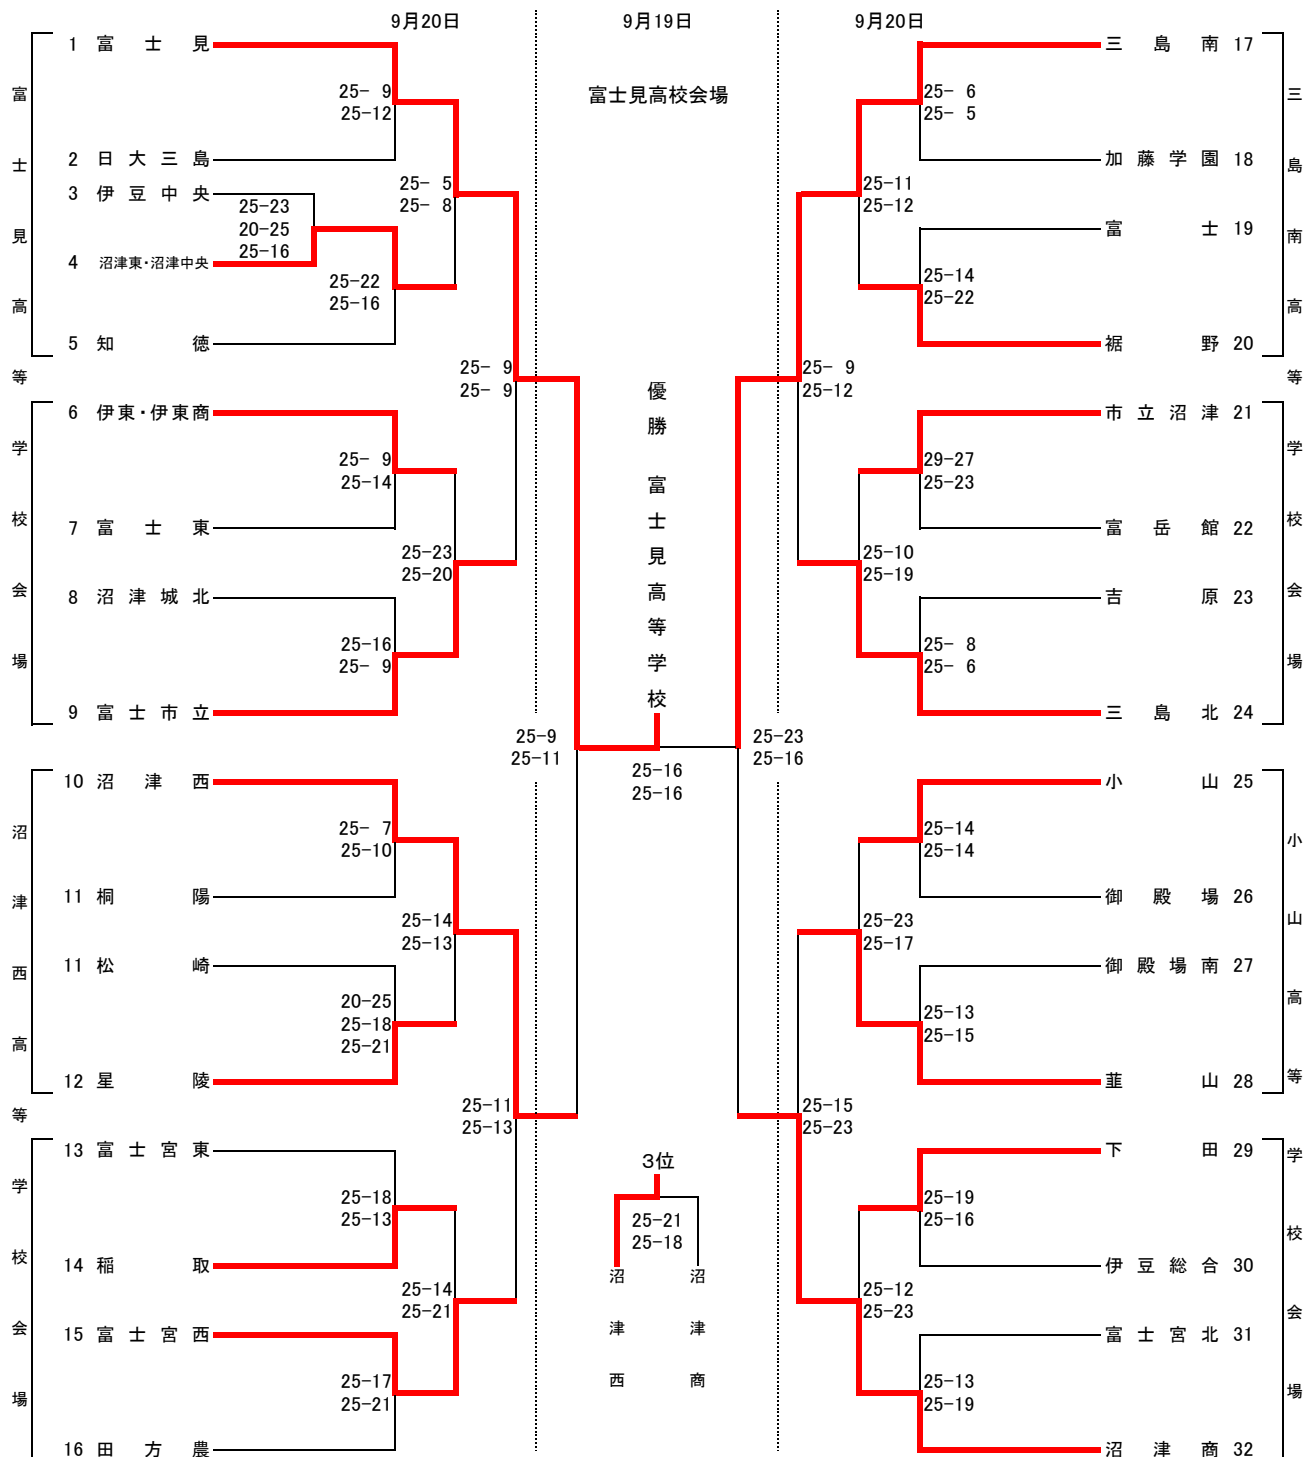 9月20日
9月19日
9月20日
富士見高校会場
優勝 富士見高等学校
富士見高等学校会場
1 富士見
25- 9
25-12
2 日大三島
3 伊豆中央
25-23
20-25
25-16
4 沼津東・沼津中央
25- 5
25- 8
25-22
25-16
5 知徳
25- 9
25- 9
6 伊東・伊東商
25- 9
25-14
7 富士東
25-23
25-20
8 沼津城北
25-16
25- 9
9 富士市立
25-9
25-11
沼津西高等学校会場
10 沼津西
25- 7
25-10
11 桐陽
25-14
25-13
11 松崎
20-25
25-18
25-21
12 星陵
25-11
25-13
13 富士宮東
25-18
25-13
14 稲取
25-14
25-21
15 富士宮西
25-17
25-21
16 田方農
25-16
25-16
3位
25-21
25-18
沼津西
沼津商
三島南高等学校会場
三島南 17
25- 6
25- 5
加藤学園 18
25-11
25-12
富士 19
25-14
25-22
裾野 20
25- 9
25-12
市立沼津 21
29-27
25-23
富岳館 22
25-10
25-19
吉原 23
25- 8
25- 6
三島北 24
25-23
25-16
小山高等学校会場
小山 25
25-14
25-14
御殿場 26
25-23
25-17
御殿場南 27
25-13
25-15
韮山 28
25-15
25-23
下田 29
25-19
25-16
伊豆総合 30
25-12
25-23
富士宮北 31
25-13
25-19
沼津商 32